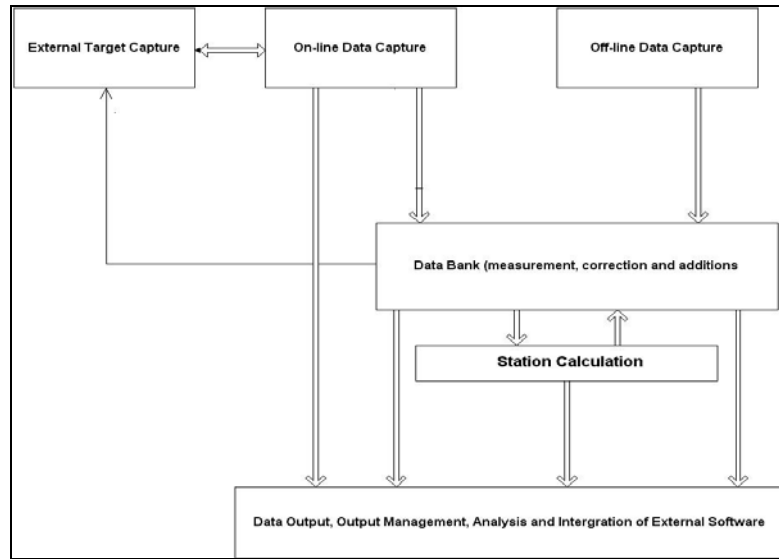 External Target Capture
On-line Data Capture
Off-line Data Capture
Data Bank (measurement, correction and additions
Station Calculation
Data Output, Output Management, Analysis and Intergration of External Software